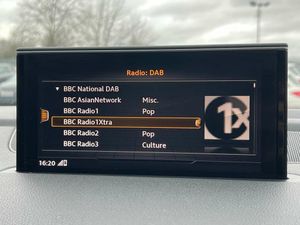 Radio: DAB
BBC National DAB
BBC AsianNetwork Misc.
BBC Radio1 Pop
BBC Radio1Xtra
BBC Radio2 Pop
BBC Radio3 Culture
1X
16:20